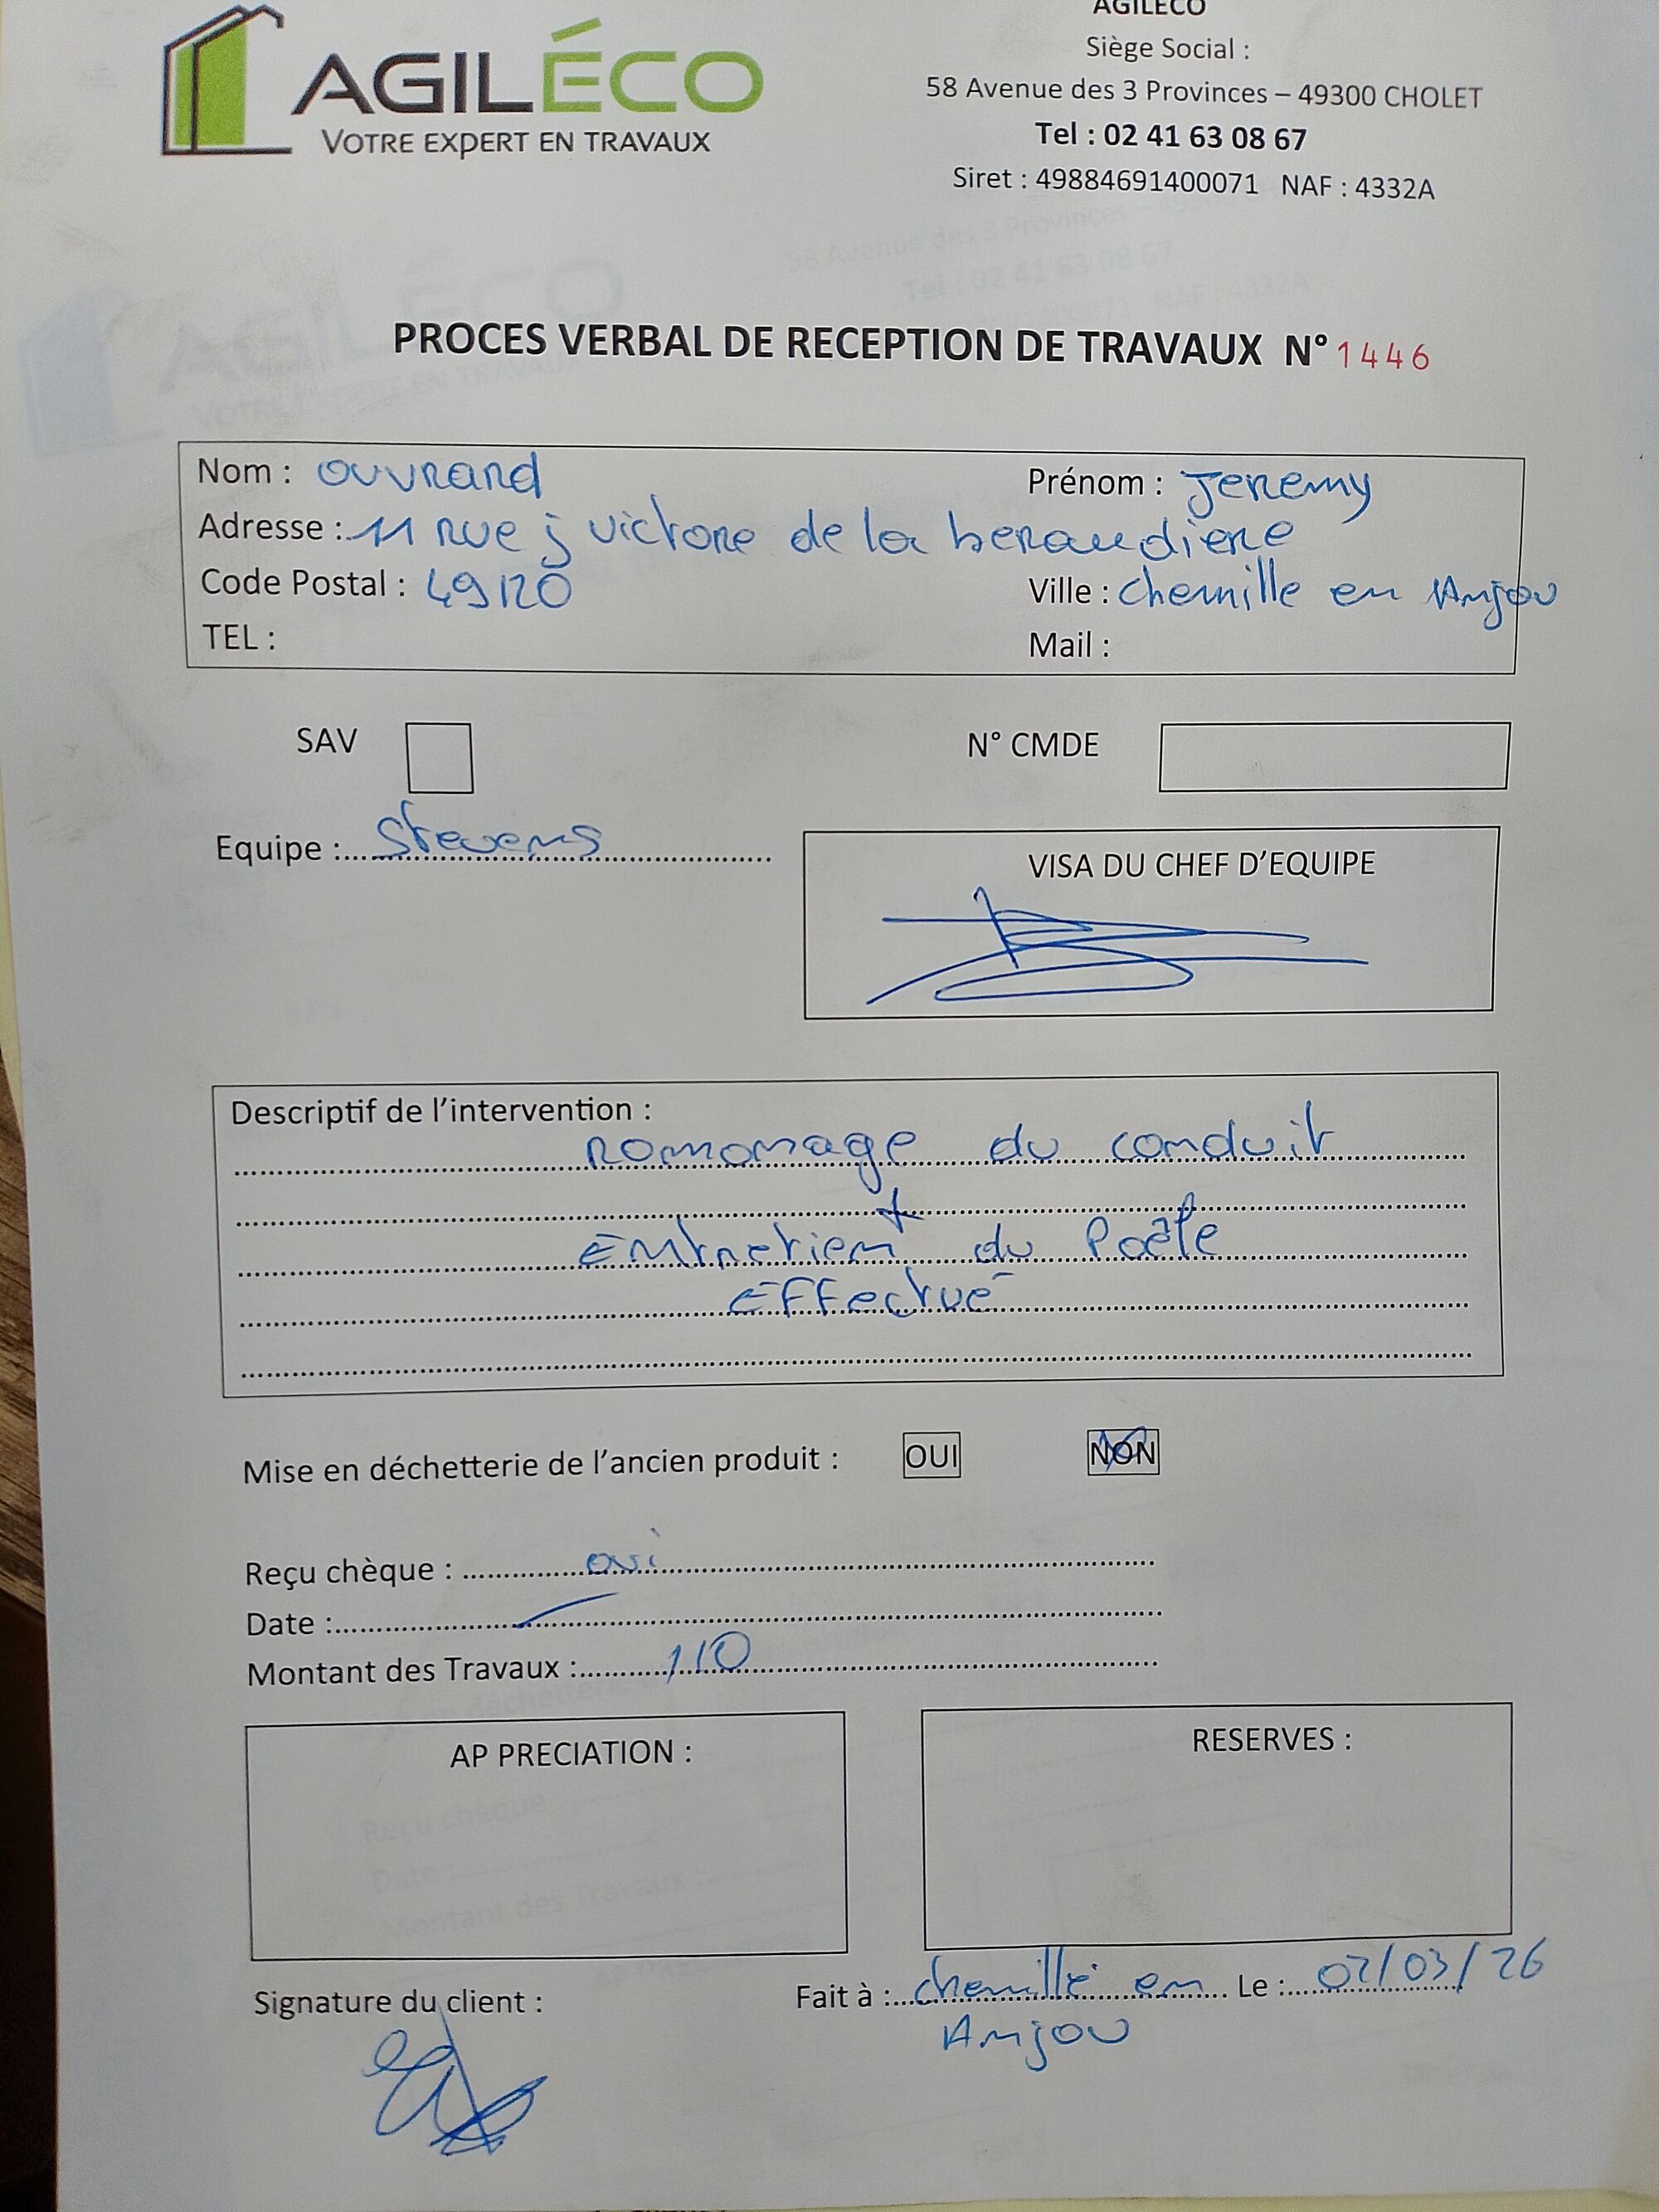 AGILÉCO
VOTRE EXPERT EN TRAVAUX
AGILECO
Siège Social :
58 Avenue des 3 Provinces – 49300 CHOLET
Tel : 02 41 63 08 67
Siret : 49884691400071 NAF : 4332A
PROCES VERBAL DE RECEPTION DE TRAVAUX N° 1446
Nom : ouvrard Prénom : Jeremy
Adresse : 11 rue j victore de la beraudiere
Code Postal : 49120 Ville : chemille en Anjou
TEL : Mail :
SAV N° CMDE
Equipe : Stevens
VISA DU CHEF D'EQUIPE
Descriptif de l'intervention :
romonage du conduit
+
Entretien du Poêle
Effectué
Mise en déchetterie de l'ancien produit : OUI NON
Reçu chèque : oui
Date :
Montant des Travaux : 110
AP PRECIATION : RESERVES :
Signature du client : Fait à : chemillé en Le : 02/03/26
Anjou